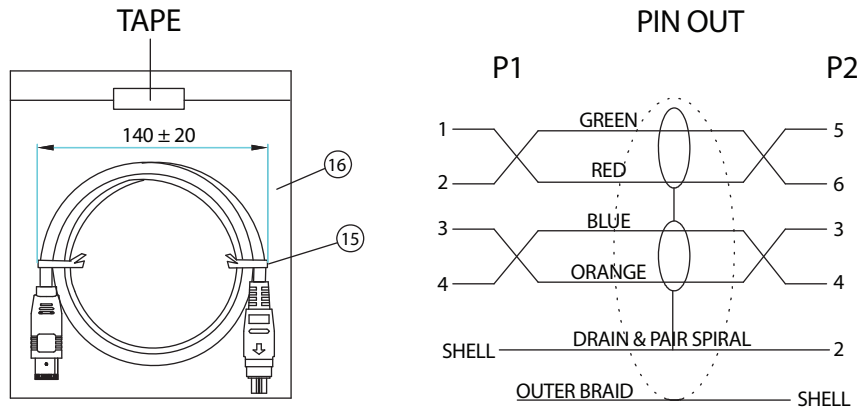 TAPE
140 ± 20
16
15
PIN OUT
P1
P2
1
GREEN
5
2
RED
6
3
BLUE
3
4
ORANGE
4
SHELL
DRAIN & PAIR SPIRAL
2
OUTER BRAID
SHELL